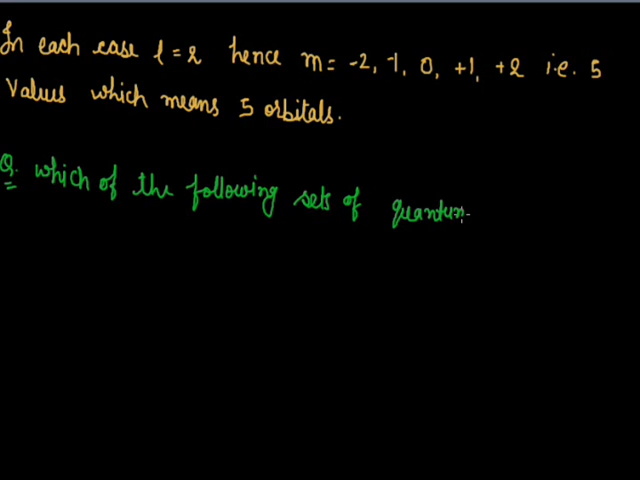 In each case l = 2 hence m = -2, -1, 0, +1, +2 i.e. 5
Values which means 5 orbitals.
Q. which of the following sets of quantum